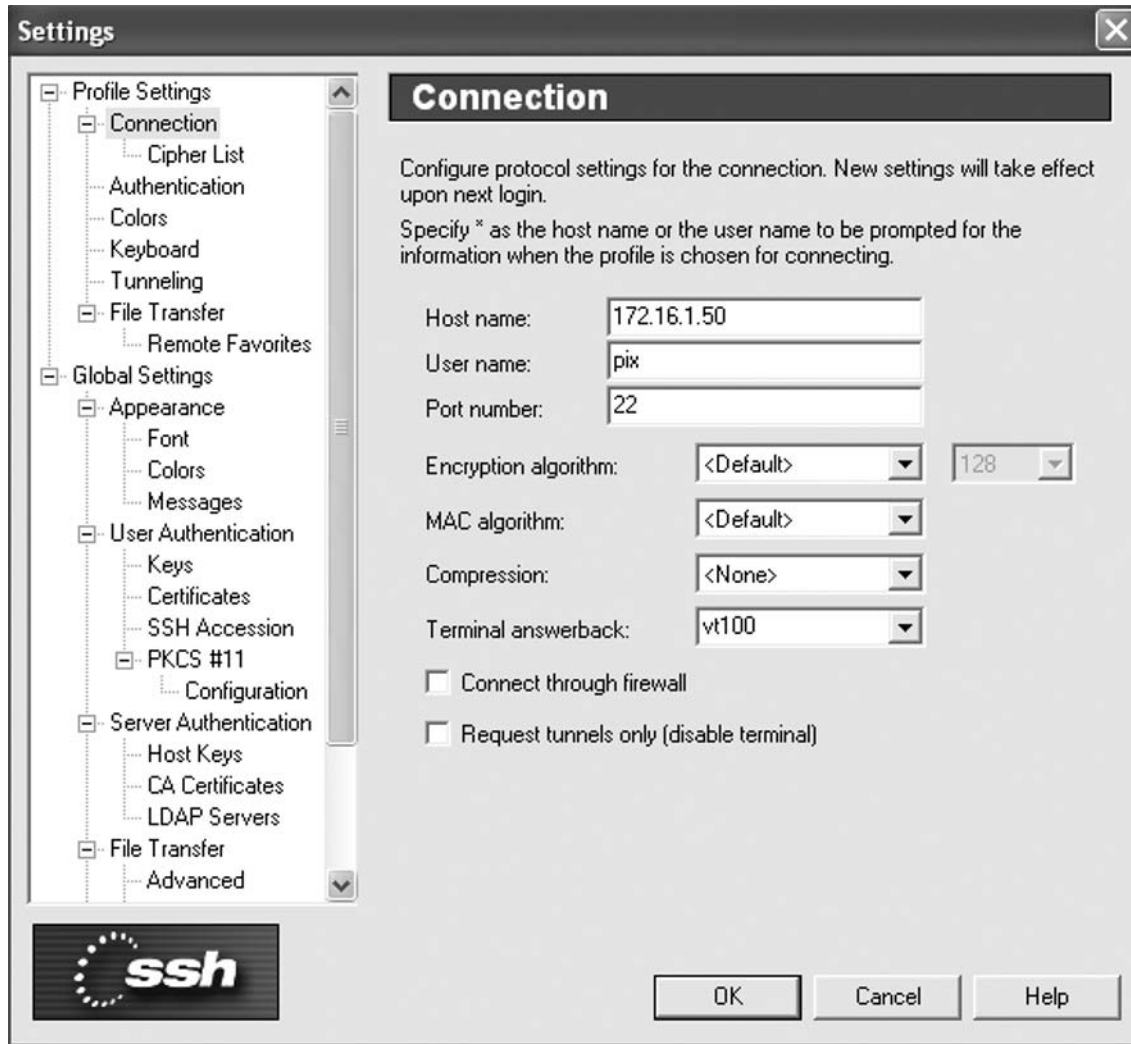 Settings
Profile Settings
Connection
Cipher List
Authentication
Colors
Keyboard
Tunneling
File Transfer
Remote Favorites
Global Settings
Appearance
Font
Colors
Messages
User Authentication
Keys
Certificates
SSH Accession
PKCS #11
Configuration
Server Authentication
Host Keys
CA Certificates
LDAP Servers
File Transfer
Advanced
ssh
Connection
Configure protocol settings for the connection. New settings will take effect
upon next login.
Specify * as the host name or the user name to be prompted for the
information when the profile is chosen for connecting.
Host name: 172.16.1.50
User name: pix
Port number: 22
Encryption algorithm: <Default> 128
MAC algorithm: <Default>
Compression: <None>
Terminal answerback: vt100
Connect through firewall
Request tunnels only (disable terminal)
OK Cancel Help